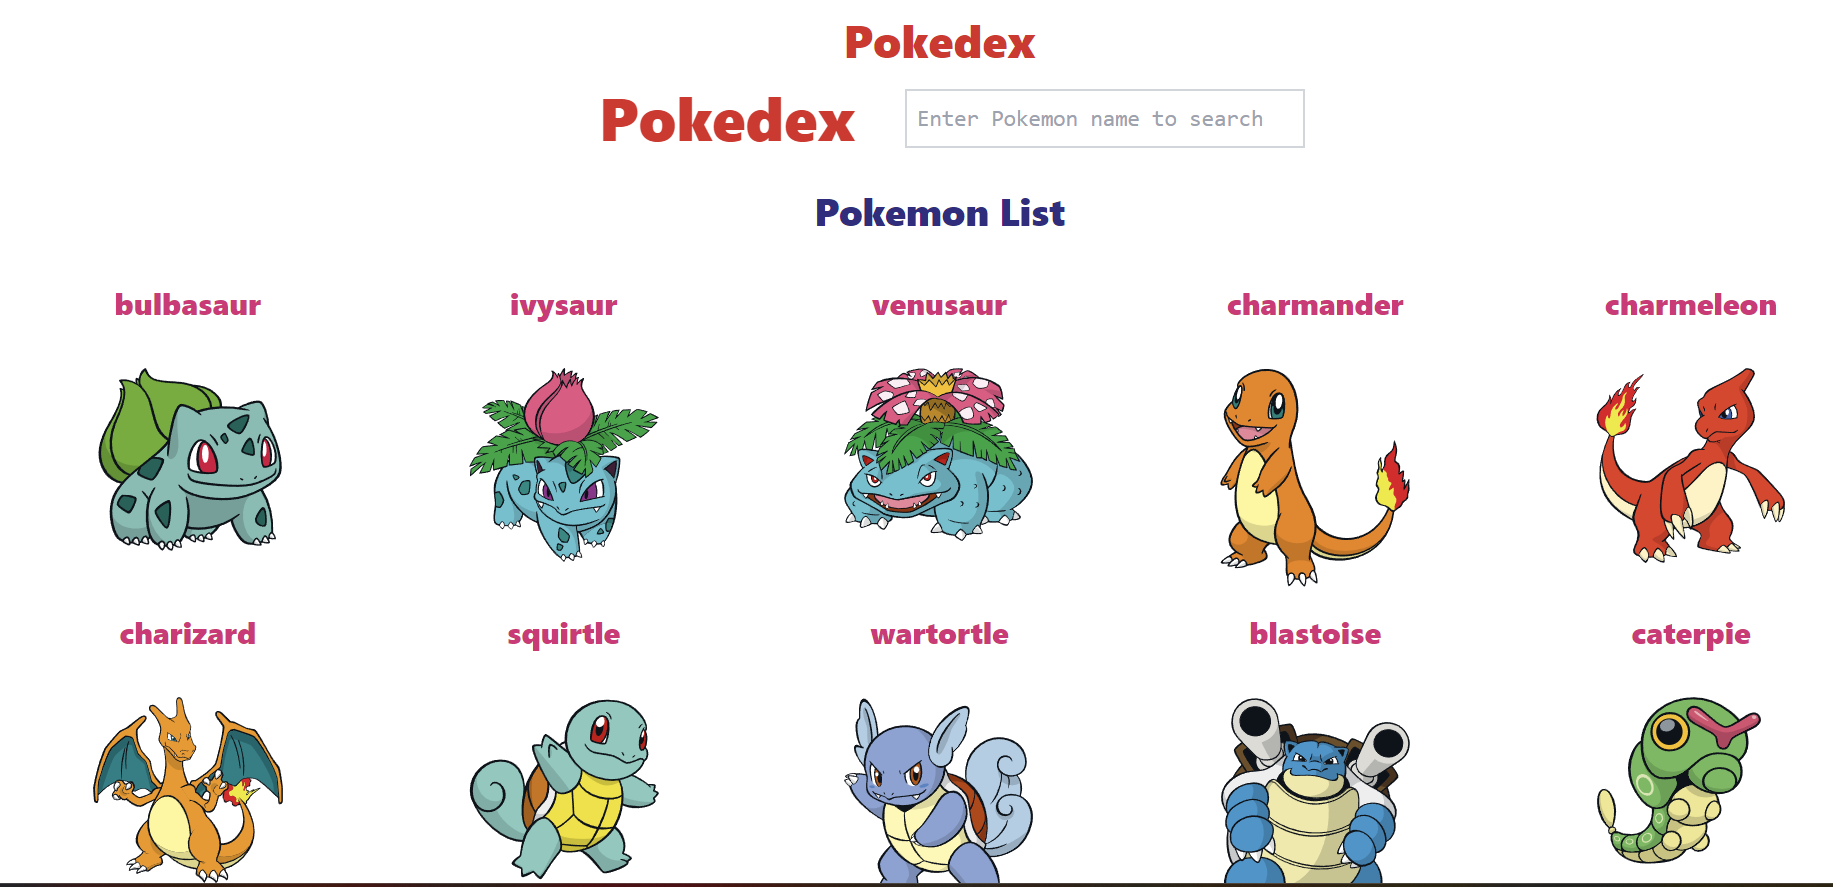 Pokedex
Pokedex Enter Pokemon name to search
Pokemon List
bulbasaur ivysaur venusaur charmander charmeleon
charizard squirtle wartortle blastoise caterpie